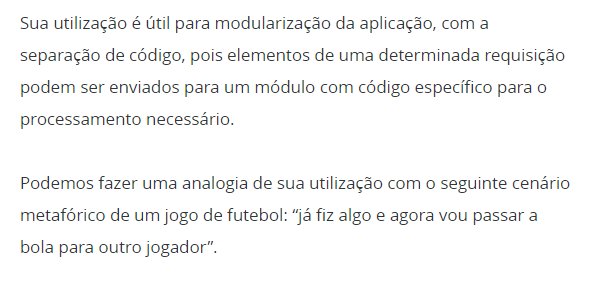 Sua utilização é útil para modularização da aplicação, com a
separação de código, pois elementos de uma determinada requisição
podem ser enviados para um módulo com código específico para o
processamento necessário.
Podemos fazer uma analogia de sua utilização com o seguinte cenário
metafórico de um jogo de futebol: “já fiz algo e agora vou passar a
bola para outro jogador”.